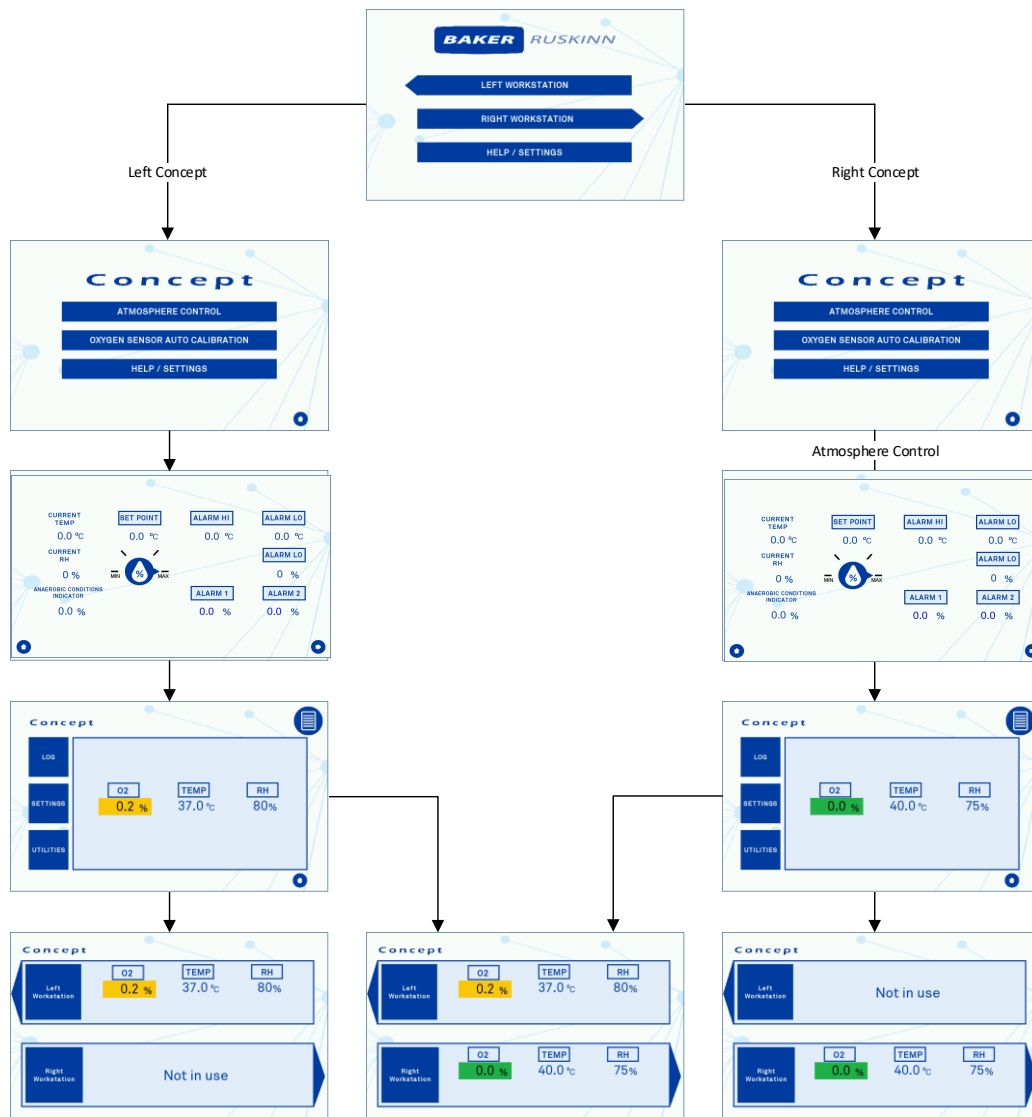 BAKER RUSKINN
LEFT WORKSTATION
RIGHT WORKSTATION
HELP / SETTINGS
Left Concept
Right Concept
Concept
ATMOSPHERE CONTROL
OXYGEN SENSOR AUTO CALIBRATION
HELP / SETTINGS
Concept
ATMOSPHERE CONTROL
OXYGEN SENSOR AUTO CALIBRATION
HELP / SETTINGS
Atmosphere Control
CURRENT
TEMP
SET POINT
ALARM HI
ALARM LO
0.0 °C
0.0 °C
0.0 °C
0.0 °C
CURRENT
RH
ALARM LO
0 %
MIN
%
MAX
0 %
ANAEROBIC CONDITIONS
INDICATOR
ALARM 1
ALARM 2
0.0 %
0.0 %
0.0 %
CURRENT
TEMP
SET POINT
ALARM HI
ALARM LO
0.0 °C
0.0 °C
0.0 °C
0.0 °C
CURRENT
RH
ALARM LO
0 %
MIN
%
MAX
0 %
ANAEROBIC CONDITIONS
INDICATOR
ALARM 1
ALARM 2
0.0 %
0.0 %
0.0 %
Concept
LOG
SETTINGS
UTILITIES
O2
TEMP
RH
0.2 %
37.0 °C
80%
Concept
LOG
SETTINGS
UTILITIES
O2
TEMP
RH
0.0 %
40.0 °C
75%
Concept
Left
Workstation
O2
TEMP
RH
0.2 %
37.0 °C
80%
Right
Workstation
Not in use
Concept
Left
Workstation
O2
TEMP
RH
0.2 %
37.0 °C
80%
Right
Workstation
O2
TEMP
RH
0.0 %
40.0 °C
75%
Concept
Left
Workstation
Not in use
Right
Workstation
O2
TEMP
RH
0.0 %
40.0 °C
75%